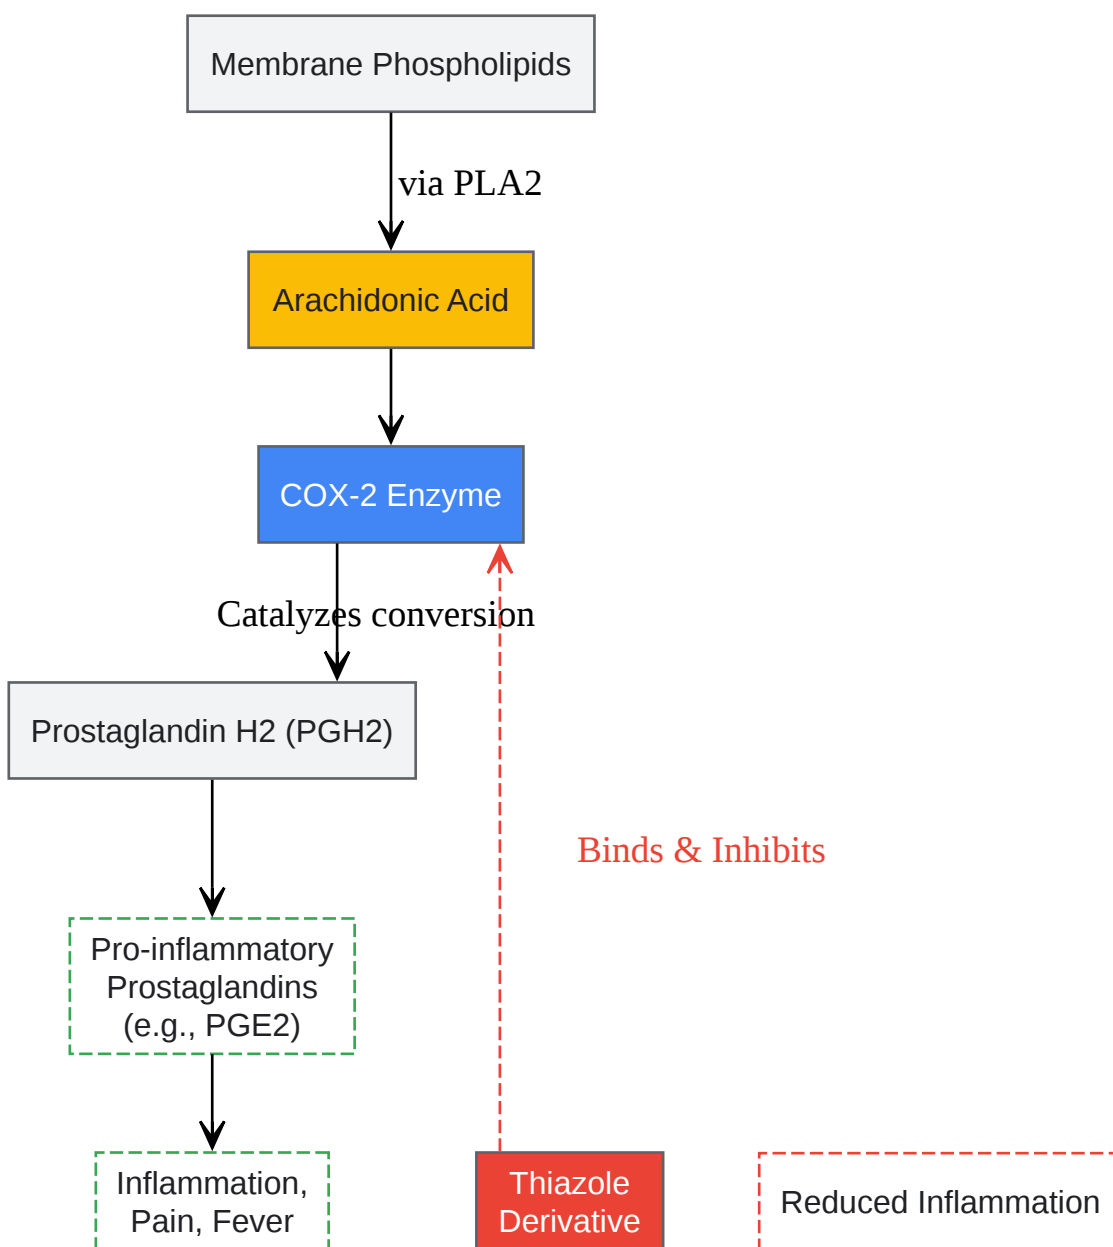 Membrane Phospholipids
via PLA2
Arachidonic Acid
COX-2 Enzyme
Catalyzes conversion
Prostaglandin H2 (PGH2)
Binds & Inhibits
Pro-inflammatory
Prostaglandins
(e.g., PGE2)
Inflammation,
Pain, Fever
Thiazole
Derivative
Reduced Inflammation